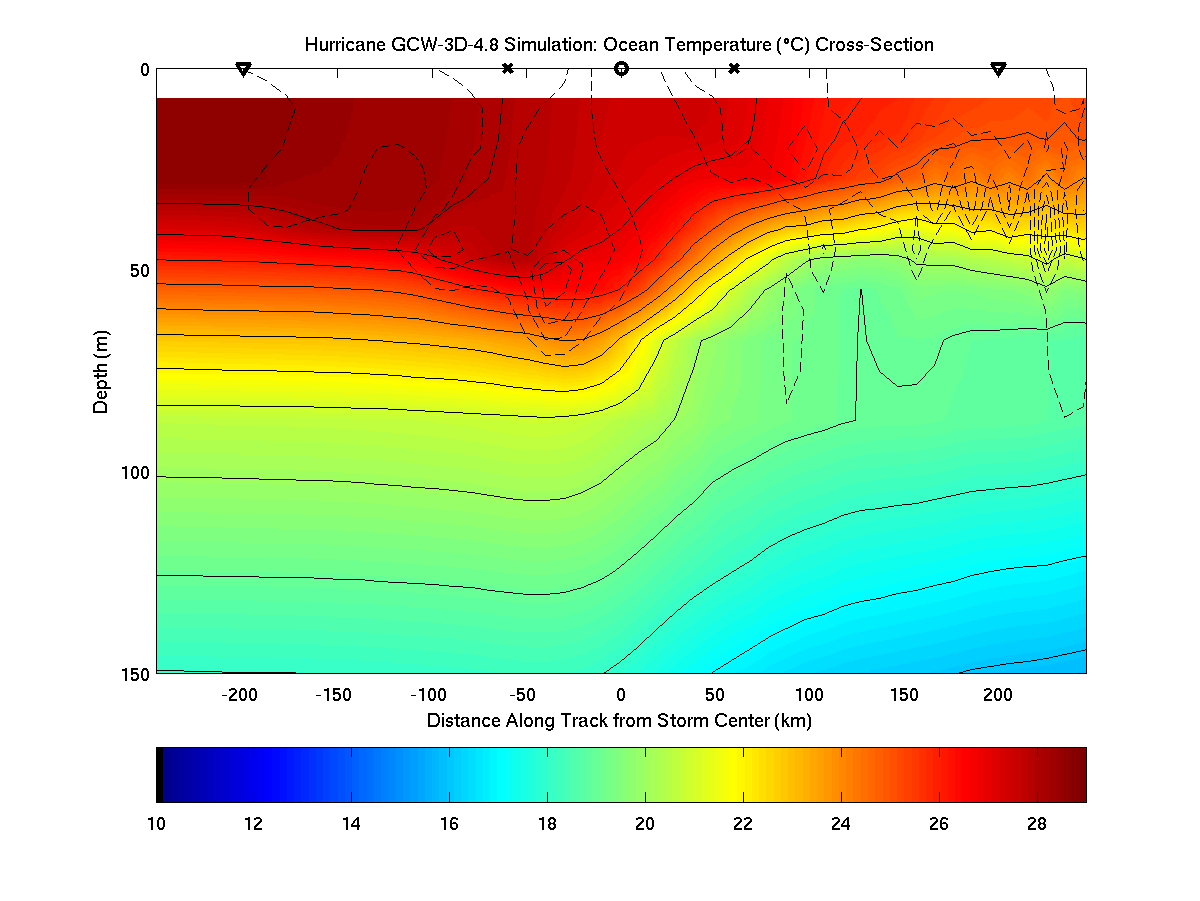 Hurricane GCW-3D-4.8 Simulation: Ocean Temperature (°C) Cross-Section
0
50
100
150
Depth (m)
-200 -150 -100 -50 0 50 100 150 200
Distance Along Track from Storm Center (km)
10 12 14 16 18 20 22 24 26 28